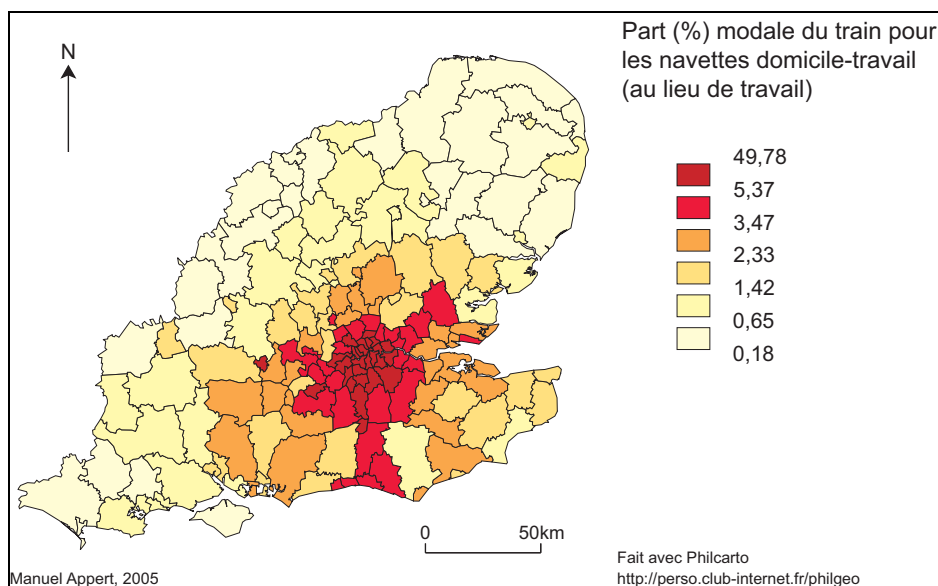 Part (%) modale du train pour
les navettes domicile-travail
(au lieu de travail)
N
49,78
5,37
3,47
2,33
1,42
0,65
0,18
0 50km
Manuel Appert, 2005
Fait avec Philcarto
http://perso.club-internet.fr/philgeo